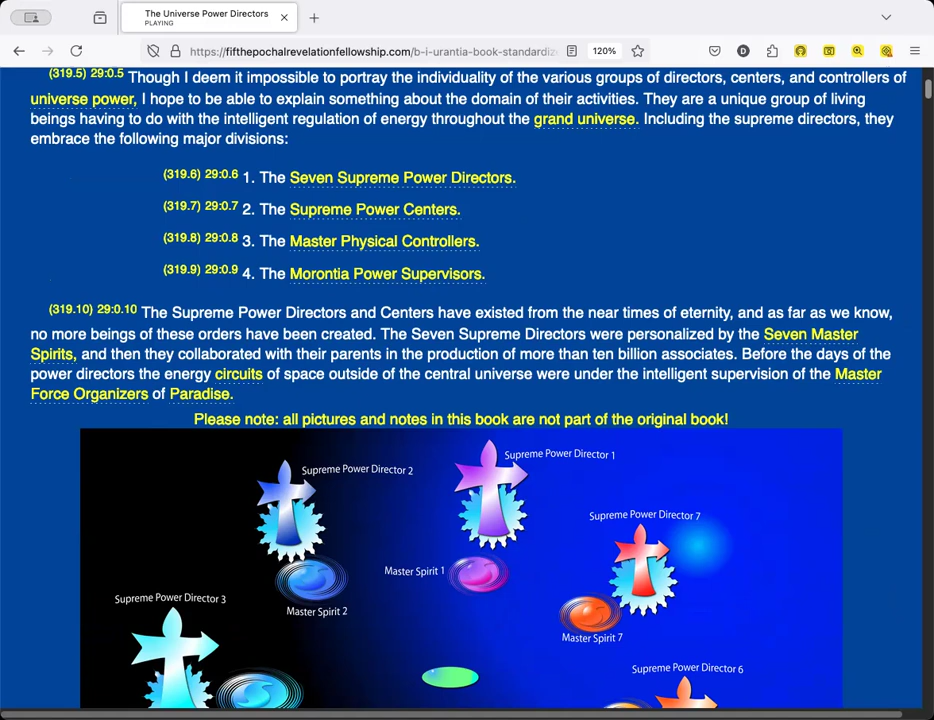 The Universe Power Directors
PLAYING
https://fifthepochalrevelationfellowship.com/b-i-urantia-book-standardiz
120%
D
(319.5) 29:0.5 Though I deem it impossible to portray the individuality of the various groups of directors, centers, and controllers of
universe power, I hope to be able to explain something about the domain of their activities. They are a unique group of living
beings having to do with the intelligent regulation of energy throughout the grand universe. Including the supreme directors, they
embrace the following major divisions:
(319.6) 29:0.6 1. The Seven Supreme Power Directors.
(319.7) 29:0.7 2. The Supreme Power Centers.
(319.8) 29:0.8 3. The Master Physical Controllers.
(319.9) 29:0.9 4. The Morontia Power Supervisors.
(319.10) 29:0.10 The Supreme Power Directors and Centers have existed from the near times of eternity, and as far as we know,
no more beings of these orders have been created. The Seven Supreme Directors were personalized by the Seven Master
Spirits, and then they collaborated with their parents in the production of more than ten billion associates. Before the days of the
power directors the energy circuits of space outside of the central universe were under the intelligent supervision of the Master
Force Organizers of Paradise.
Please note: all pictures and notes in this book are not part of the original book!
Supreme Power Director 1
Supreme Power Director 2
Supreme Power Director 7
Master Spirit 1
Supreme Power Director 3
Master Spirit 2
Master Spirit 7
Supreme Power Director 6